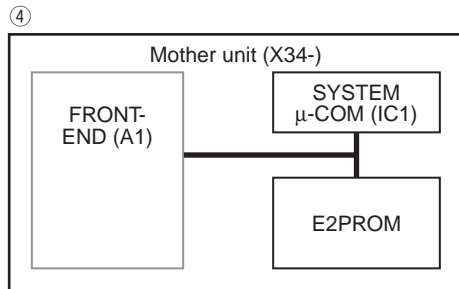 ④
Mother unit (X34-)
FRONT-
END (A1)
SYSTEM
μ-COM (IC1)
E2PROM